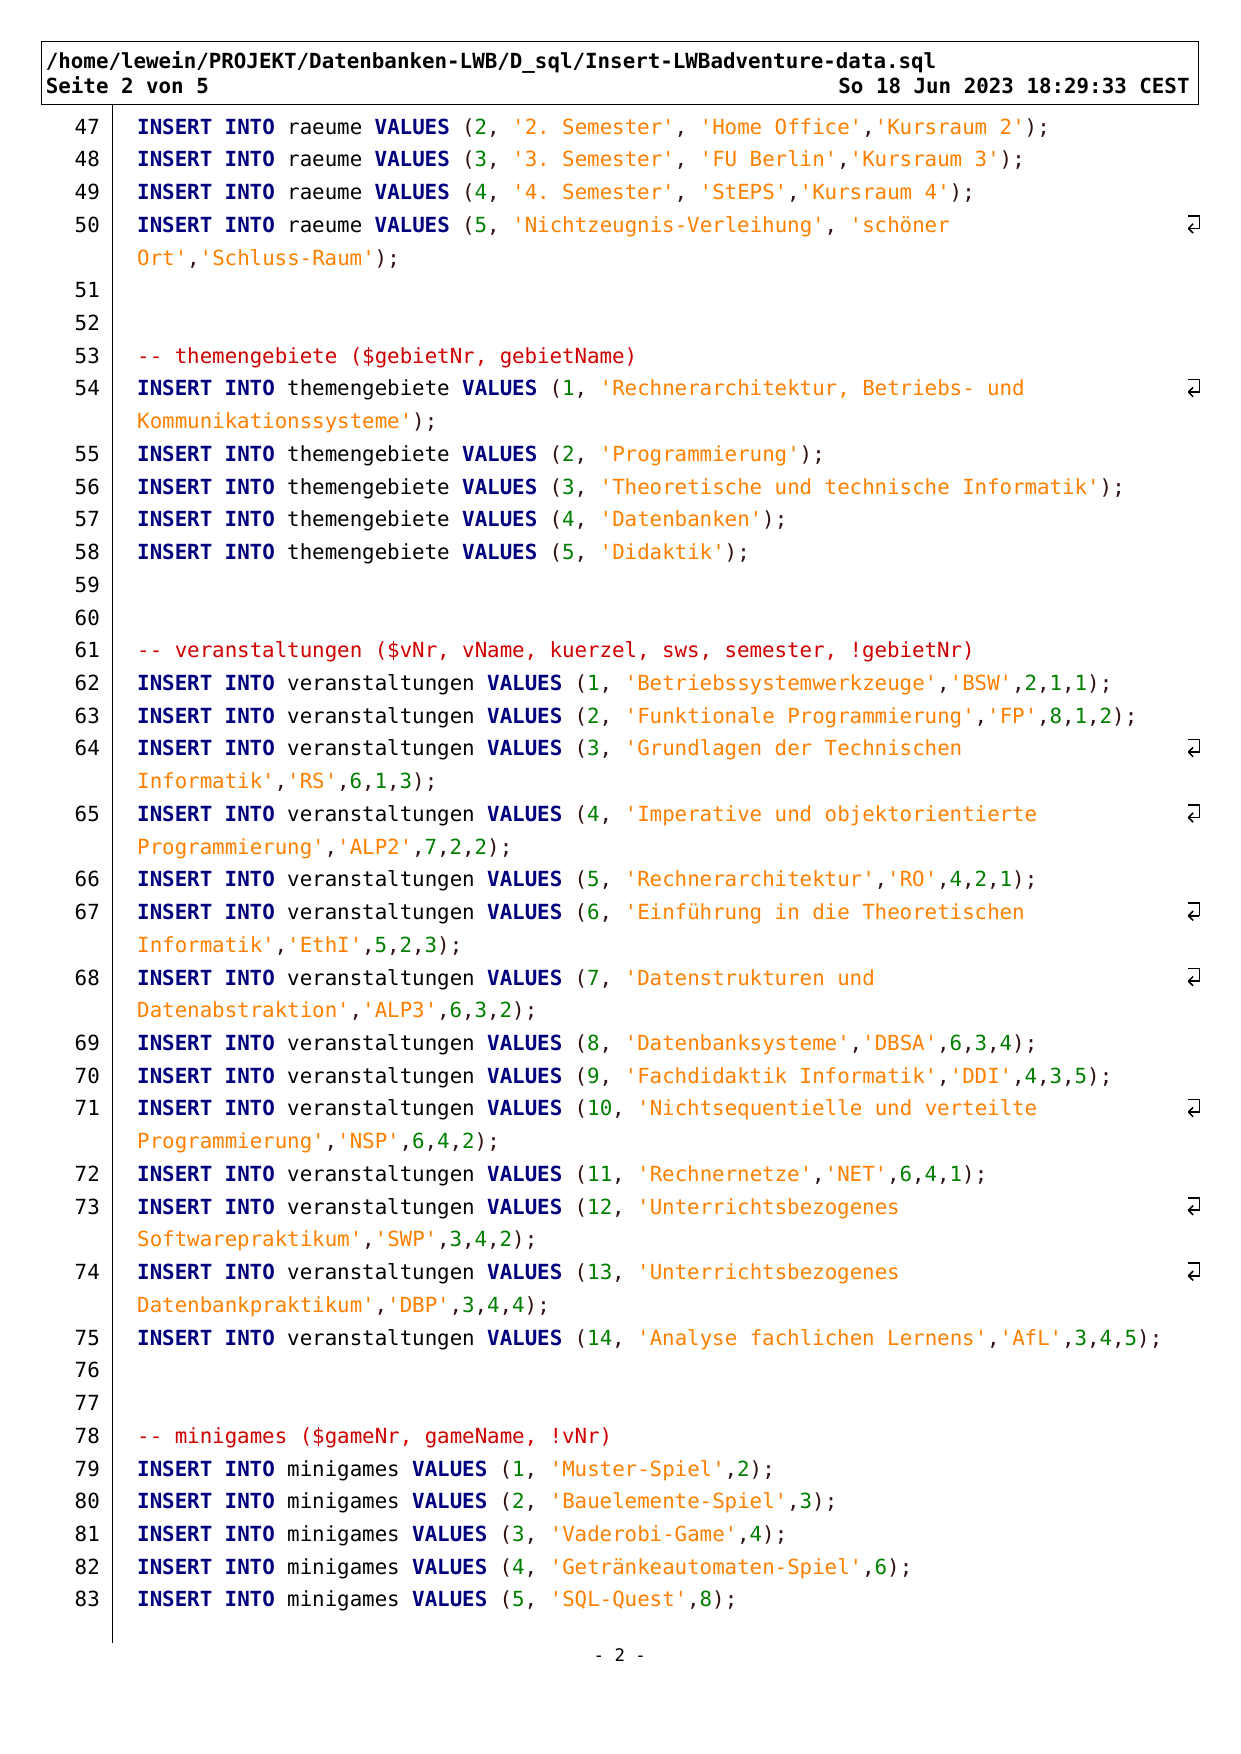 /home/lewein/PROJEKT/Datenbanken-LWB/D_sql/Insert-LWBadventure-data.sql
Seite 2 von 5 So 18 Jun 2023 18:29:33 CEST
47 INSERT INTO raeume VALUES (2, '2. Semester', 'Home Office','Kursraum 2');
48 INSERT INTO raeume VALUES (3, '3. Semester', 'FU Berlin','Kursraum 3');
49 INSERT INTO raeume VALUES (4, '4. Semester', 'StEPS','Kursraum 4');
50 INSERT INTO raeume VALUES (5, 'Nichtzeugnis-Verleihung', 'schöner
Ort','Schluss-Raum');
51
52
53 -- themengebiete ($gebietNr, gebietName)
54 INSERT INTO themengebiete VALUES (1, 'Rechnerarchitektur, Betriebs- und
Kommunikationssysteme');
55 INSERT INTO themengebiete VALUES (2, 'Programmierung');
56 INSERT INTO themengebiete VALUES (3, 'Theoretische und technische Informatik');
57 INSERT INTO themengebiete VALUES (4, 'Datenbanken');
58 INSERT INTO themengebiete VALUES (5, 'Didaktik');
59
60
61 -- veranstaltungen ($vNr, vName, kuerzel, sws, semester, !gebietNr)
62 INSERT INTO veranstaltungen VALUES (1, 'Betriebssystemwerkzeuge','BSW',2,1,1);
63 INSERT INTO veranstaltungen VALUES (2, 'Funktionale Programmierung','FP',8,1,2);
64 INSERT INTO veranstaltungen VALUES (3, 'Grundlagen der Technischen
Informatik','RS',6,1,3);
65 INSERT INTO veranstaltungen VALUES (4, 'Imperative und objektorientierte
Programmierung','ALP2',7,2,2);
66 INSERT INTO veranstaltungen VALUES (5, 'Rechnerarchitektur','RO',4,2,1);
67 INSERT INTO veranstaltungen VALUES (6, 'Einführung in die Theoretischen
Informatik','EthI',5,2,3);
68 INSERT INTO veranstaltungen VALUES (7, 'Datenstrukturen und
Datenabstraktion','ALP3',6,3,2);
69 INSERT INTO veranstaltungen VALUES (8, 'Datenbanksysteme','DBSA',6,3,4);
70 INSERT INTO veranstaltungen VALUES (9, 'Fachdidaktik Informatik','DDI',4,3,5);
71 INSERT INTO veranstaltungen VALUES (10, 'Nichtsequentielle und verteilte
Programmierung','NSP',6,4,2);
72 INSERT INTO veranstaltungen VALUES (11, 'Rechnernetze','NET',6,4,1);
73 INSERT INTO veranstaltungen VALUES (12, 'Unterrichtsbezogenes
Softwarepraktikum','SWP',3,4,2);
74 INSERT INTO veranstaltungen VALUES (13, 'Unterrichtsbezogenes
Datenbankpraktikum','DBP',3,4,4);
75 INSERT INTO veranstaltungen VALUES (14, 'Analyse fachlichen Lernens','AfL',3,4,5);
76
77
78 -- minigames ($gameNr, gameName, !vNr)
79 INSERT INTO minigames VALUES (1, 'Muster-Spiel',2);
80 INSERT INTO minigames VALUES (2, 'Bauelemente-Spiel',3);
81 INSERT INTO minigames VALUES (3, 'Vaderobi-Game',4);
82 INSERT INTO minigames VALUES (4, 'Getränkeautomaten-Spiel',6);
83 INSERT INTO minigames VALUES (5, 'SQL-Quest',8);
- 2 -